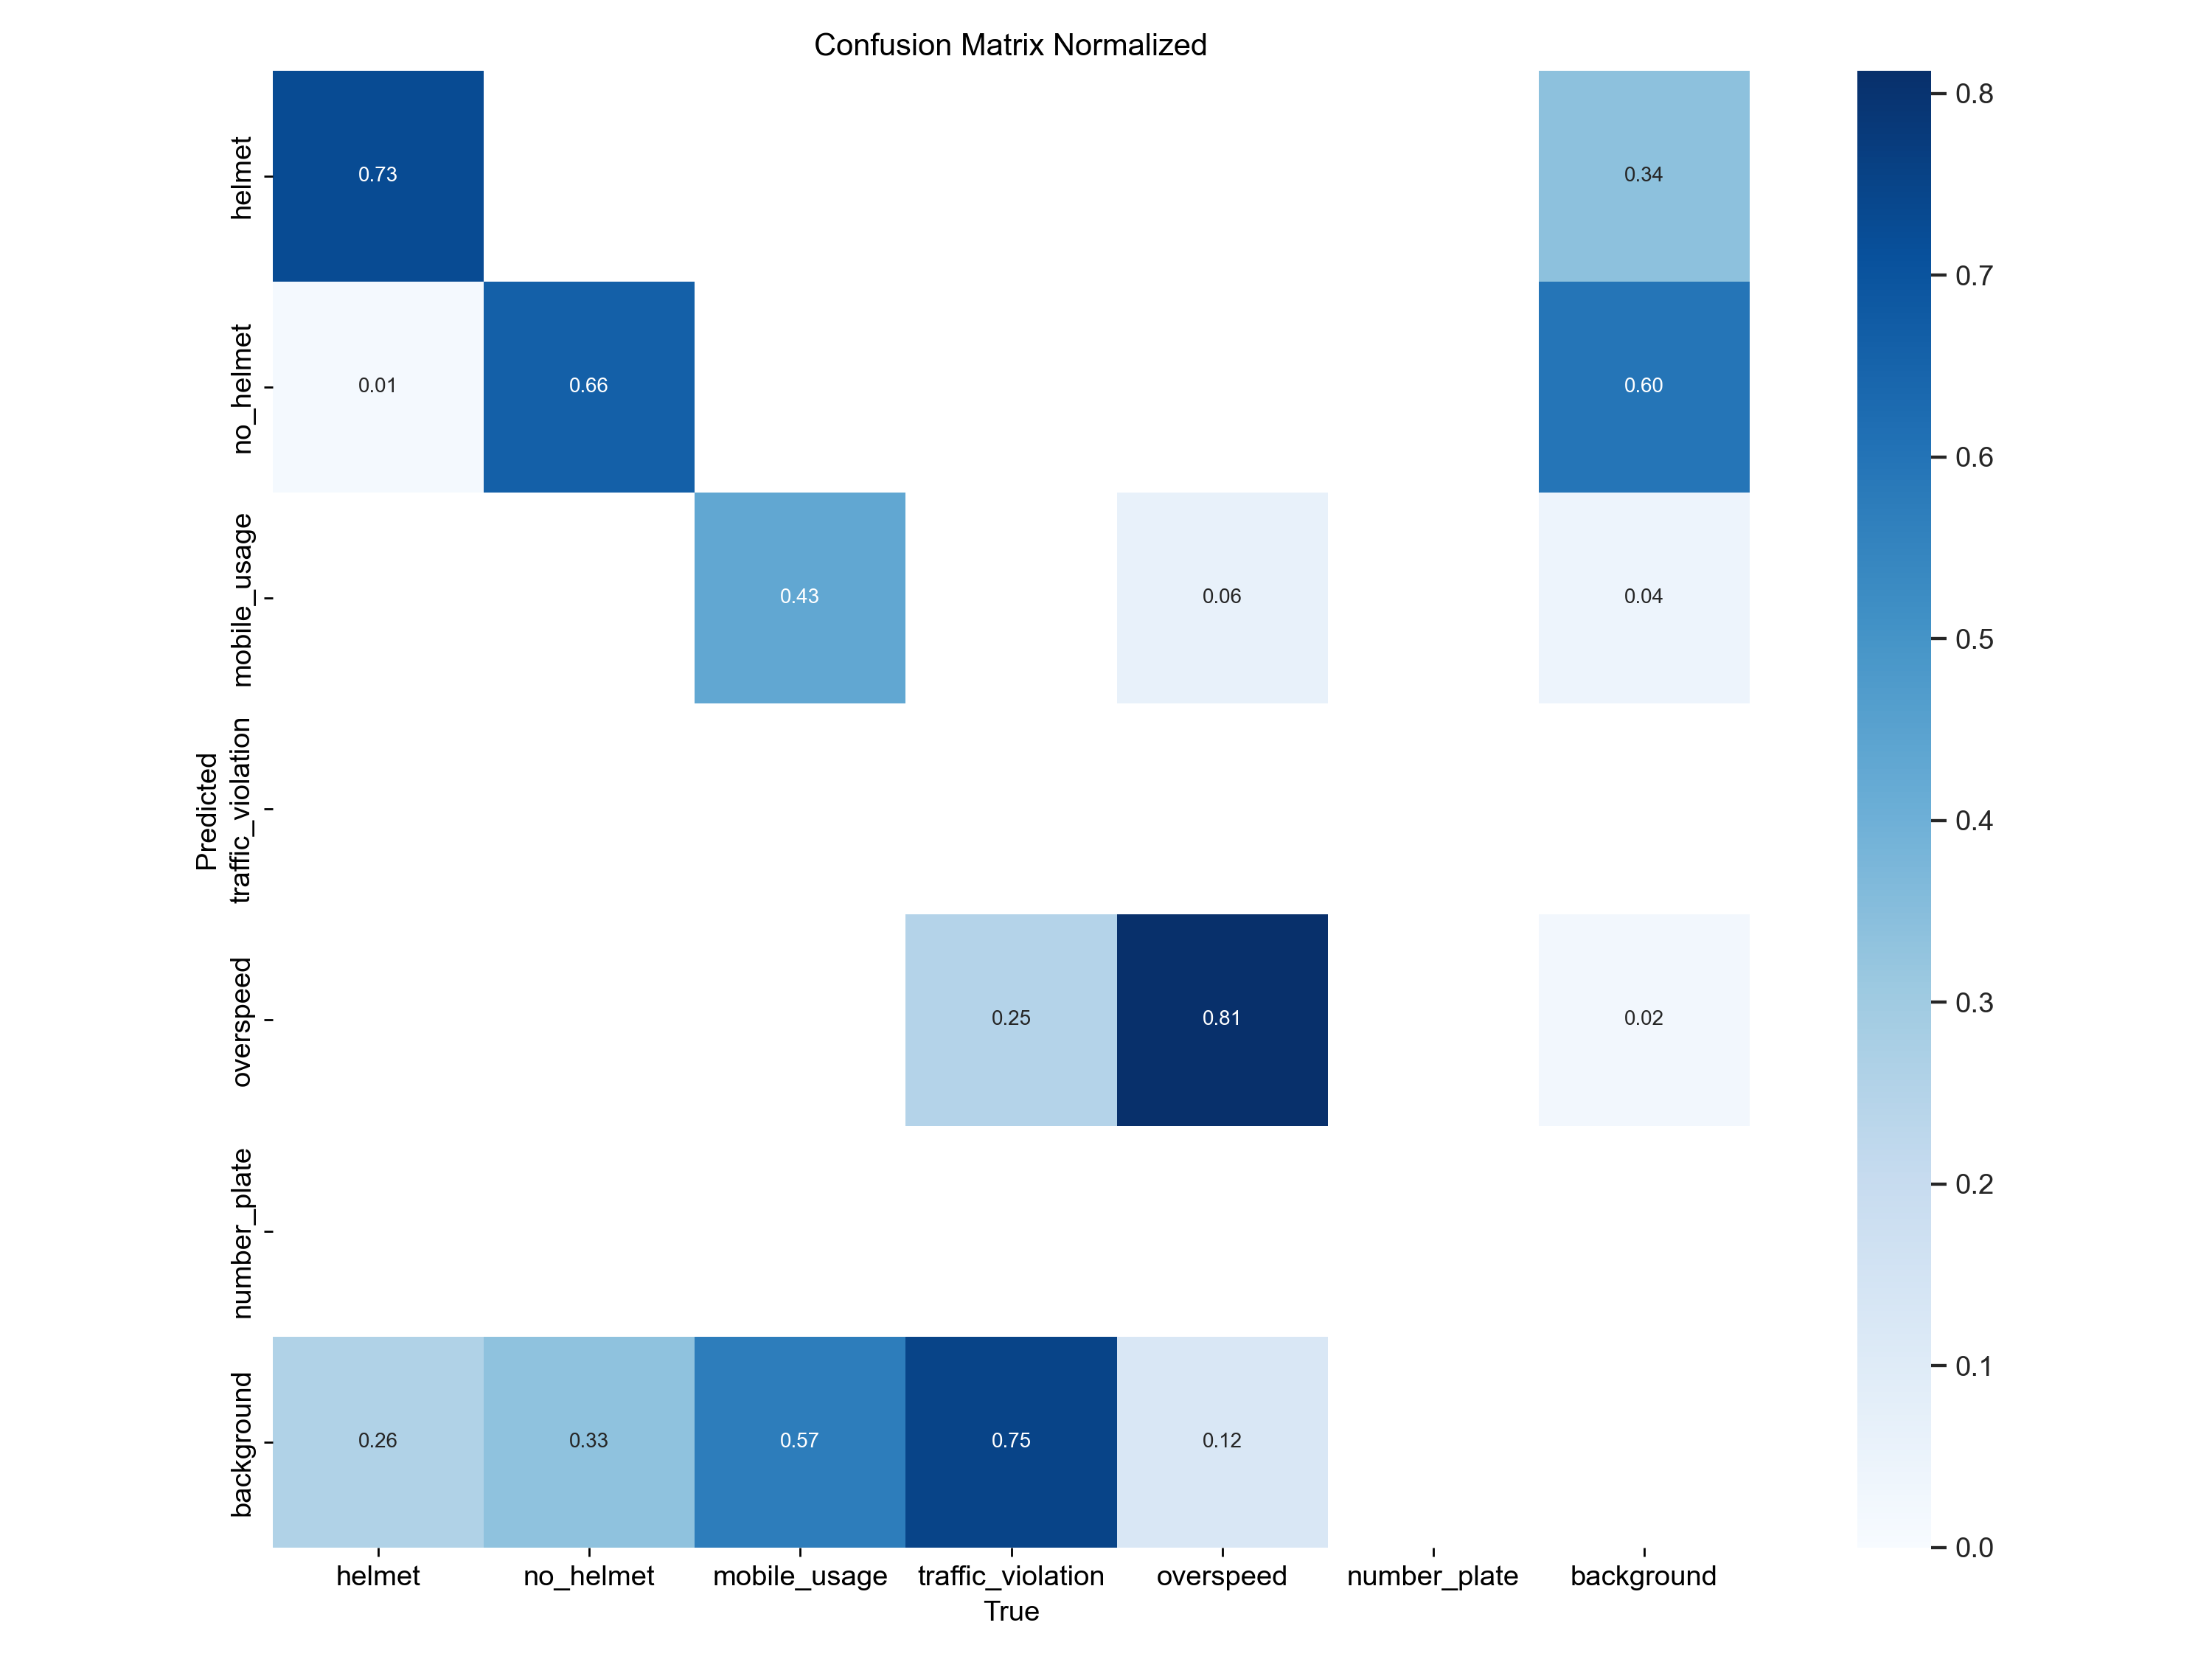 Confusion Matrix Normalized
helmet
0.73
0.34
0.8
no_helmet
0.01
0.66
0.60
0.7
0.6
mobile_usage
0.43
0.06
0.04
0.5
Predicted
traffic_violation
0.4
overspeed
0.25
0.81
0.02
0.3
number_plate
0.2
background
0.26
0.33
0.57
0.75
0.12
0.1
0.0
helmet no_helmet mobile_usage traffic_violation overspeed number_plate background
True